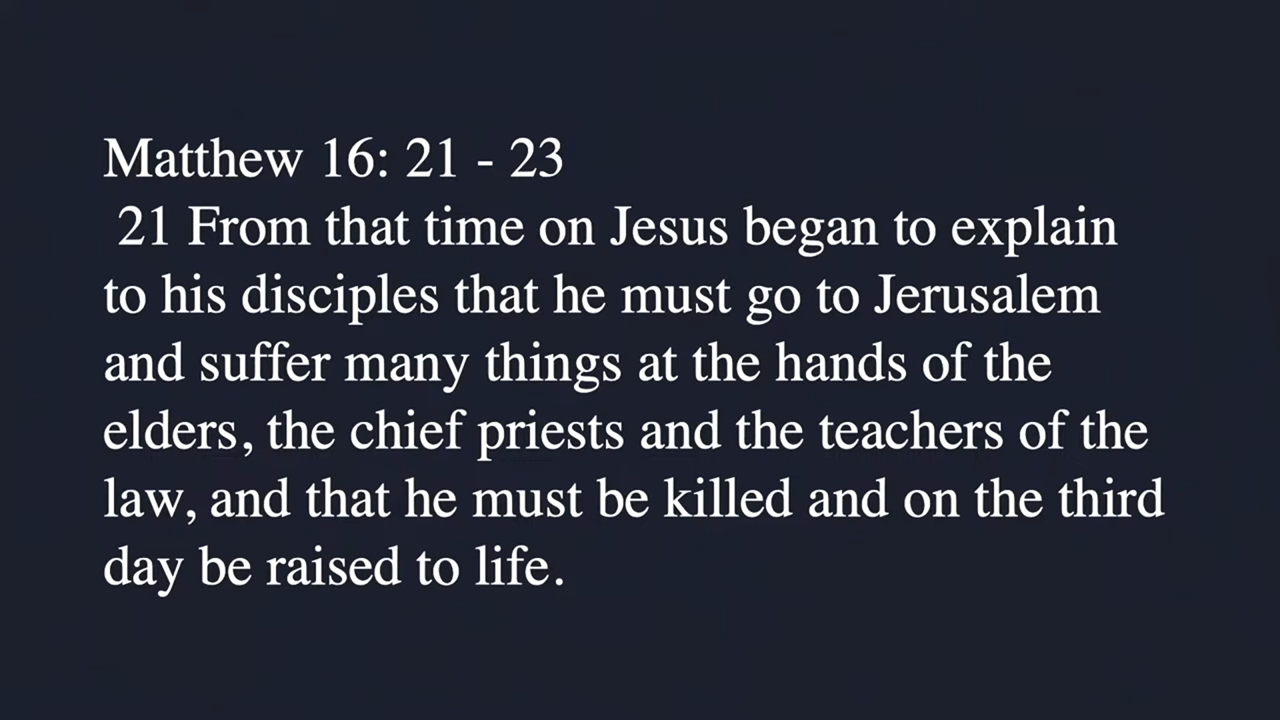 Matthew 16: 21 - 23
21 From that time on Jesus began to explain
to his disciples that he must go to Jerusalem
and suffer many things at the hands of the
elders, the chief priests and the teachers of the
law, and that he must be killed and on the third
day be raised to life.